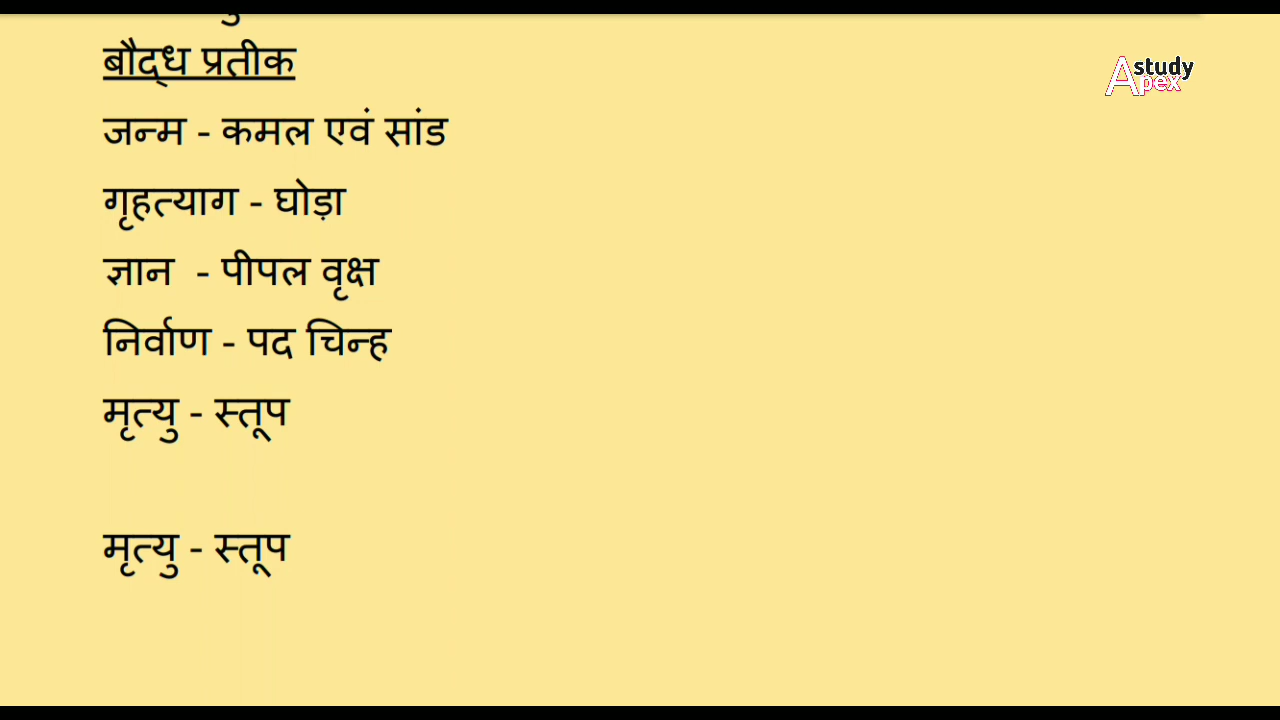 बौद्ध प्रतीक
जन्म - कमल एवं सांड
गृहत्याग - घोड़ा
ज्ञान - पीपल वृक्ष
निर्वाण - पद चिन्ह
मृत्यु - स्तूप
मृत्यु - स्तूप
study
Apex